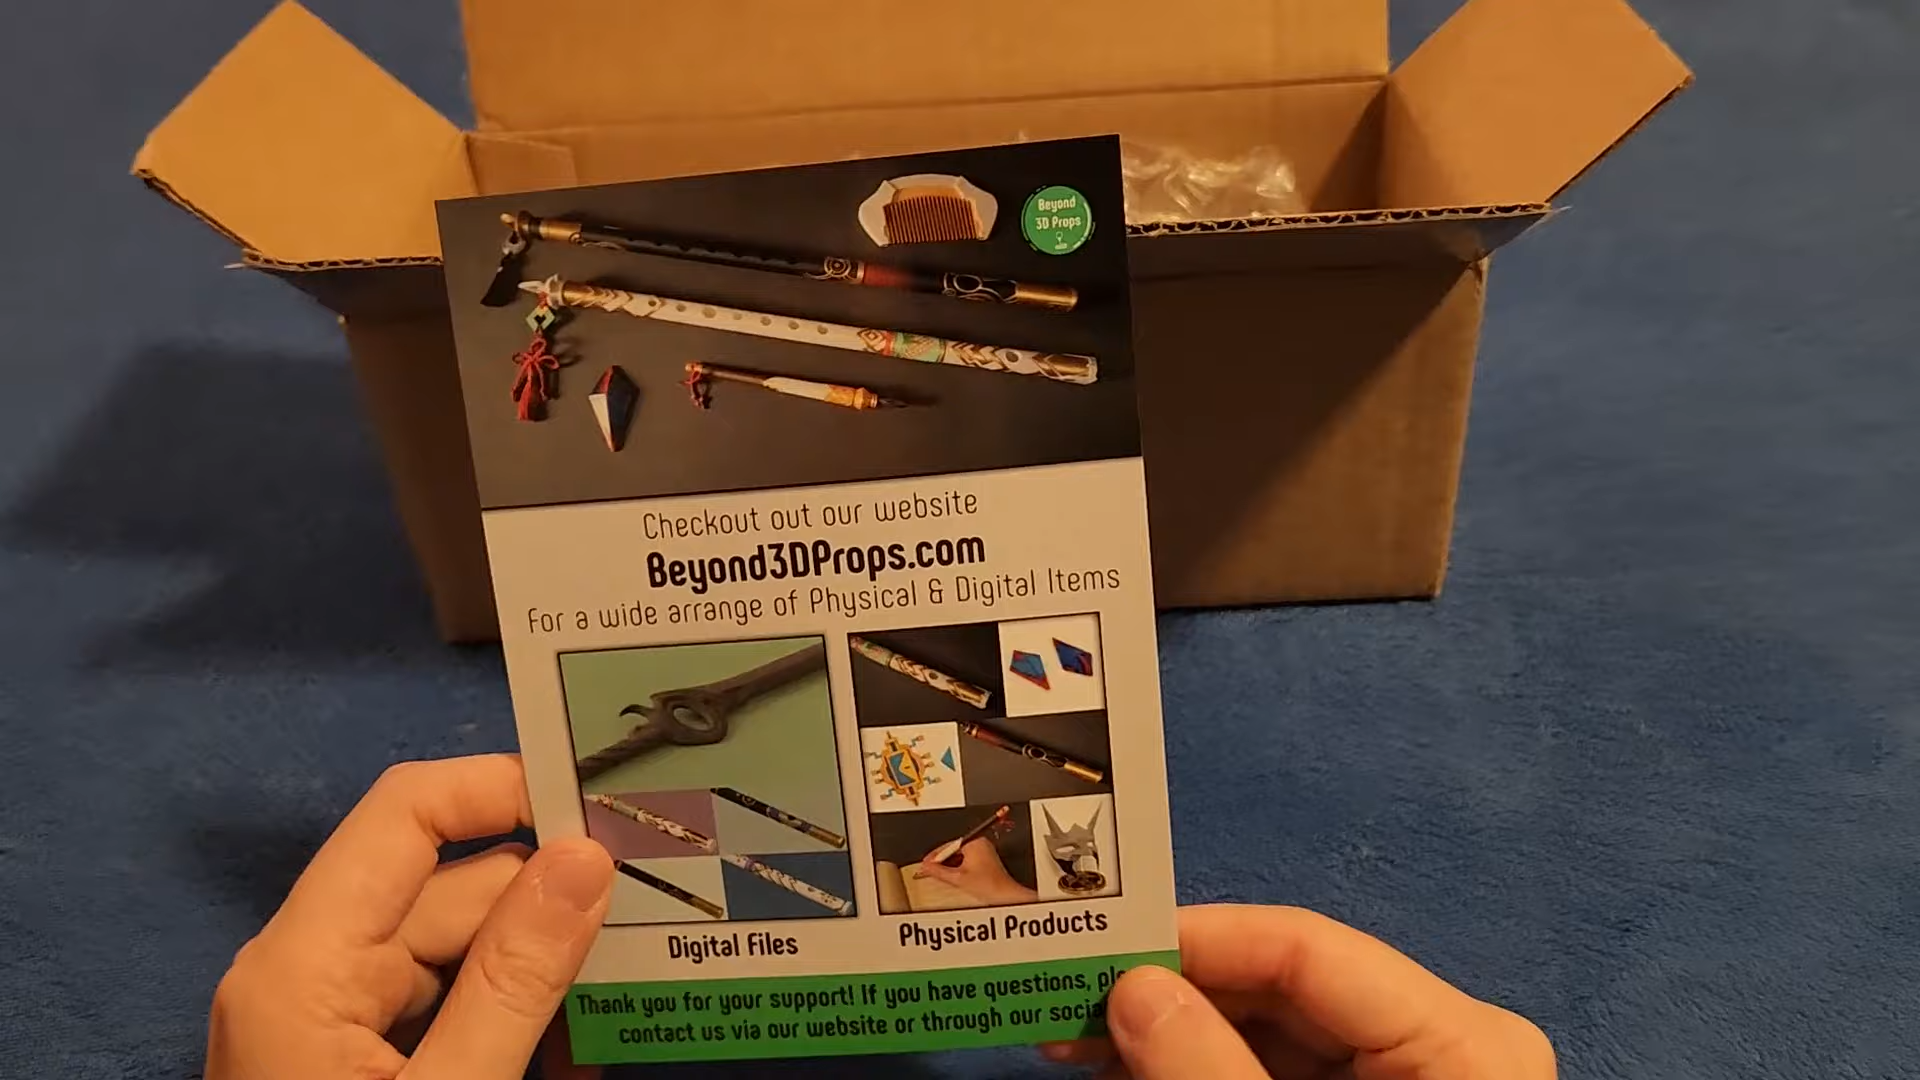 Beyond
3D Props
Checkout out our website
Beyond3DProps.com
For a wide arrange of Physical & Digital Items
Digital Files
Physical Products
Thank you for your support! If you have questions,
contact us via our website or through our